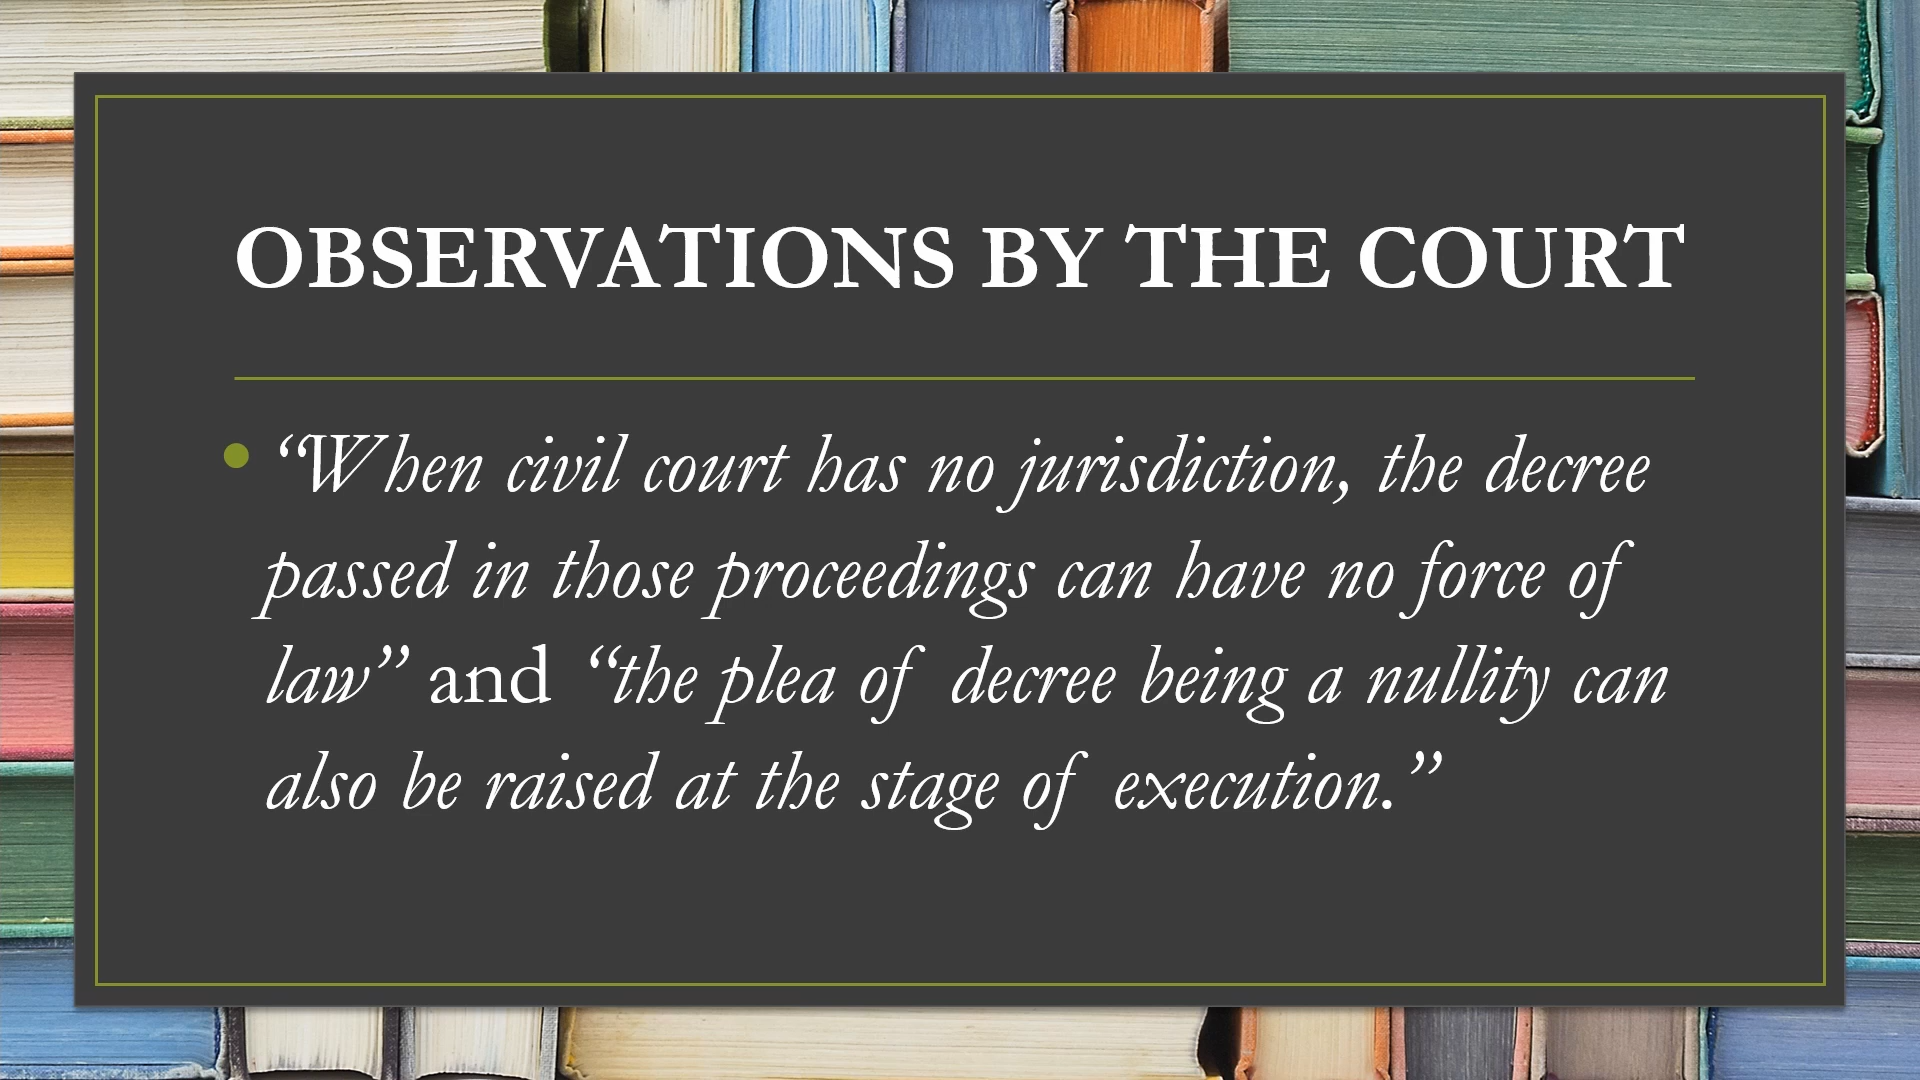 OBSERVATIONS BY THE COURT
• “When civil court has no jurisdiction, the decree
passed in those proceedings can have no force of
law” and “the plea of decree being a nullity can
also be raised at the stage of execution.”